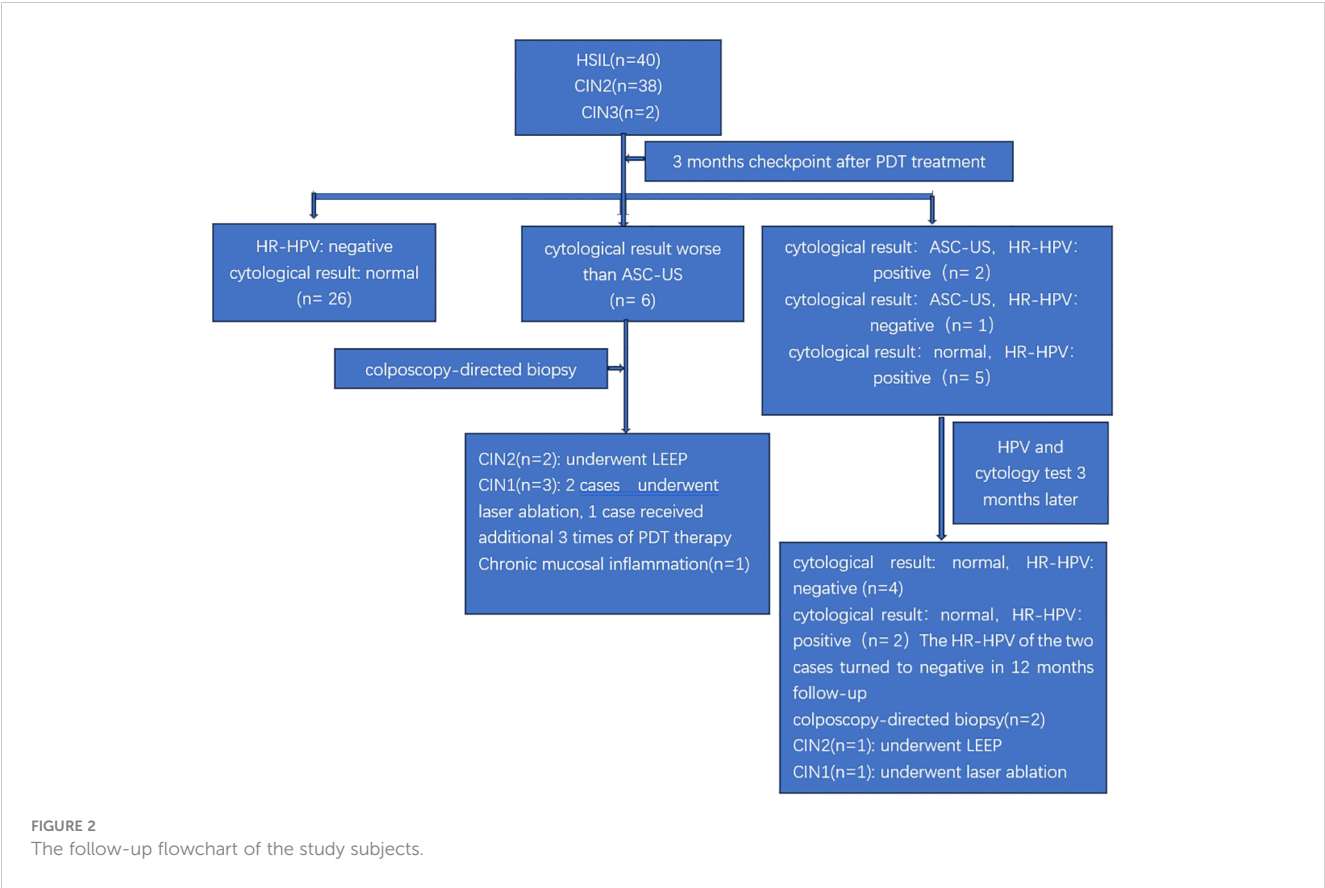 HSIL(n=40)
CIN2(n=38)
CIN3(n=2)
3 months checkpoint after PDT treatment
HR-HPV: negative
cytological result: normal
(n= 26)
cytological result worse
than ASC-US
(n= 6)
cytological result：ASC-US, HR-HPV：
positive（n= 2）
cytological result：ASC-US, HR-HPV：
negative（n= 1）
cytological result：normal, HR-HPV：
positive（n= 5）
colposcopy-directed biopsy
CIN2(n=2): underwent LEEP
CIN1(n=3): 2 cases underwent
laser ablation, 1 case received
additional 3 times of PDT therapy
Chronic mucosal inflammation(n=1)
HPV and
cytology test 3
months later
cytological result: normal, HR-HPV:
negative (n=4)
cytological result：normal, HR-HPV：
positive（n= 2）The HR-HPV of the two
cases turned to negative in 12 months
follow-up
colposcopy-directed biopsy(n=2)
CIN2(n=1): underwent LEEP
CIN1(n=1): underwent laser ablation
FIGURE 2
The follow-up flowchart of the study subjects.